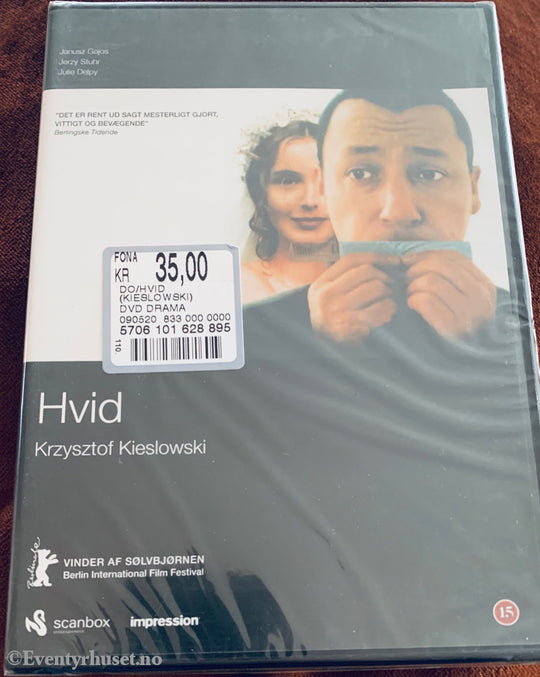 Janusz Gajos
Jerzy Stuhr
Julie Delpy
"DET ER RENT UD SAGT MESTERLIGT GJORT,
VITTIGT OG BEVÆGENDE"
Berlingske Tidende
FONA
KR 35,00
DO/HVID
(KIESLOWSKI)
DVD DRAMA
090520 833 000 0000
5706 101 628 895
110.
Hvid
Krzysztof Kieslowski
Berlinale
VINDER AF SØLVBJØRNEN
Berlin International Film Festival
scanbox
entertainment
impression
15
©Eventyrhuset.no